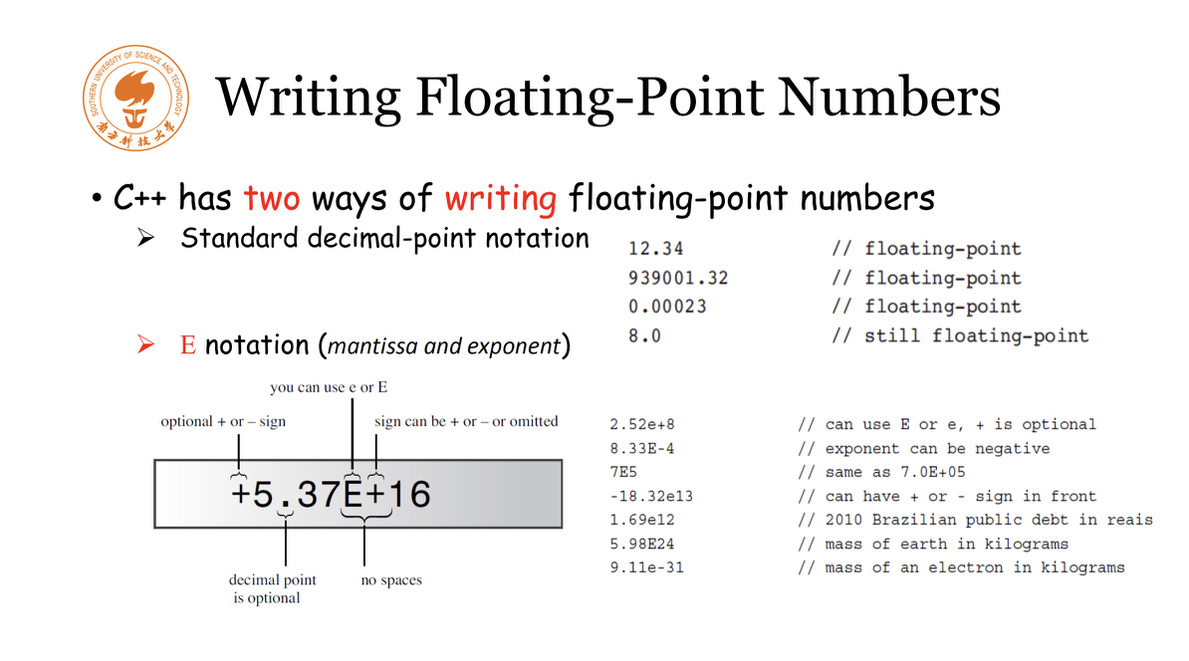 SOUTHERN UNIVERSITY OF SCIENCE AND TECHNOLOGY
南方科技大学
Writing Floating-Point Numbers
• C++ has two ways of writing floating-point numbers
➢ Standard decimal-point notation
12.34 // floating-point
939001.32 // floating-point
0.00023 // floating-point
8.0 // still floating-point
➢ E notation (mantissa and exponent)
you can use e or E
optional + or – sign
sign can be + or – or omitted
+5.37E+16
decimal point
is optional
no spaces
2.52e+8 // can use E or e, + is optional
8.33E-4 // exponent can be negative
7E5 // same as 7.0E+05
-18.32e13 // can have + or - sign in front
1.69e12 // 2010 Brazilian public debt in reais
5.98E24 // mass of earth in kilograms
9.11e-31 // mass of an electron in kilograms